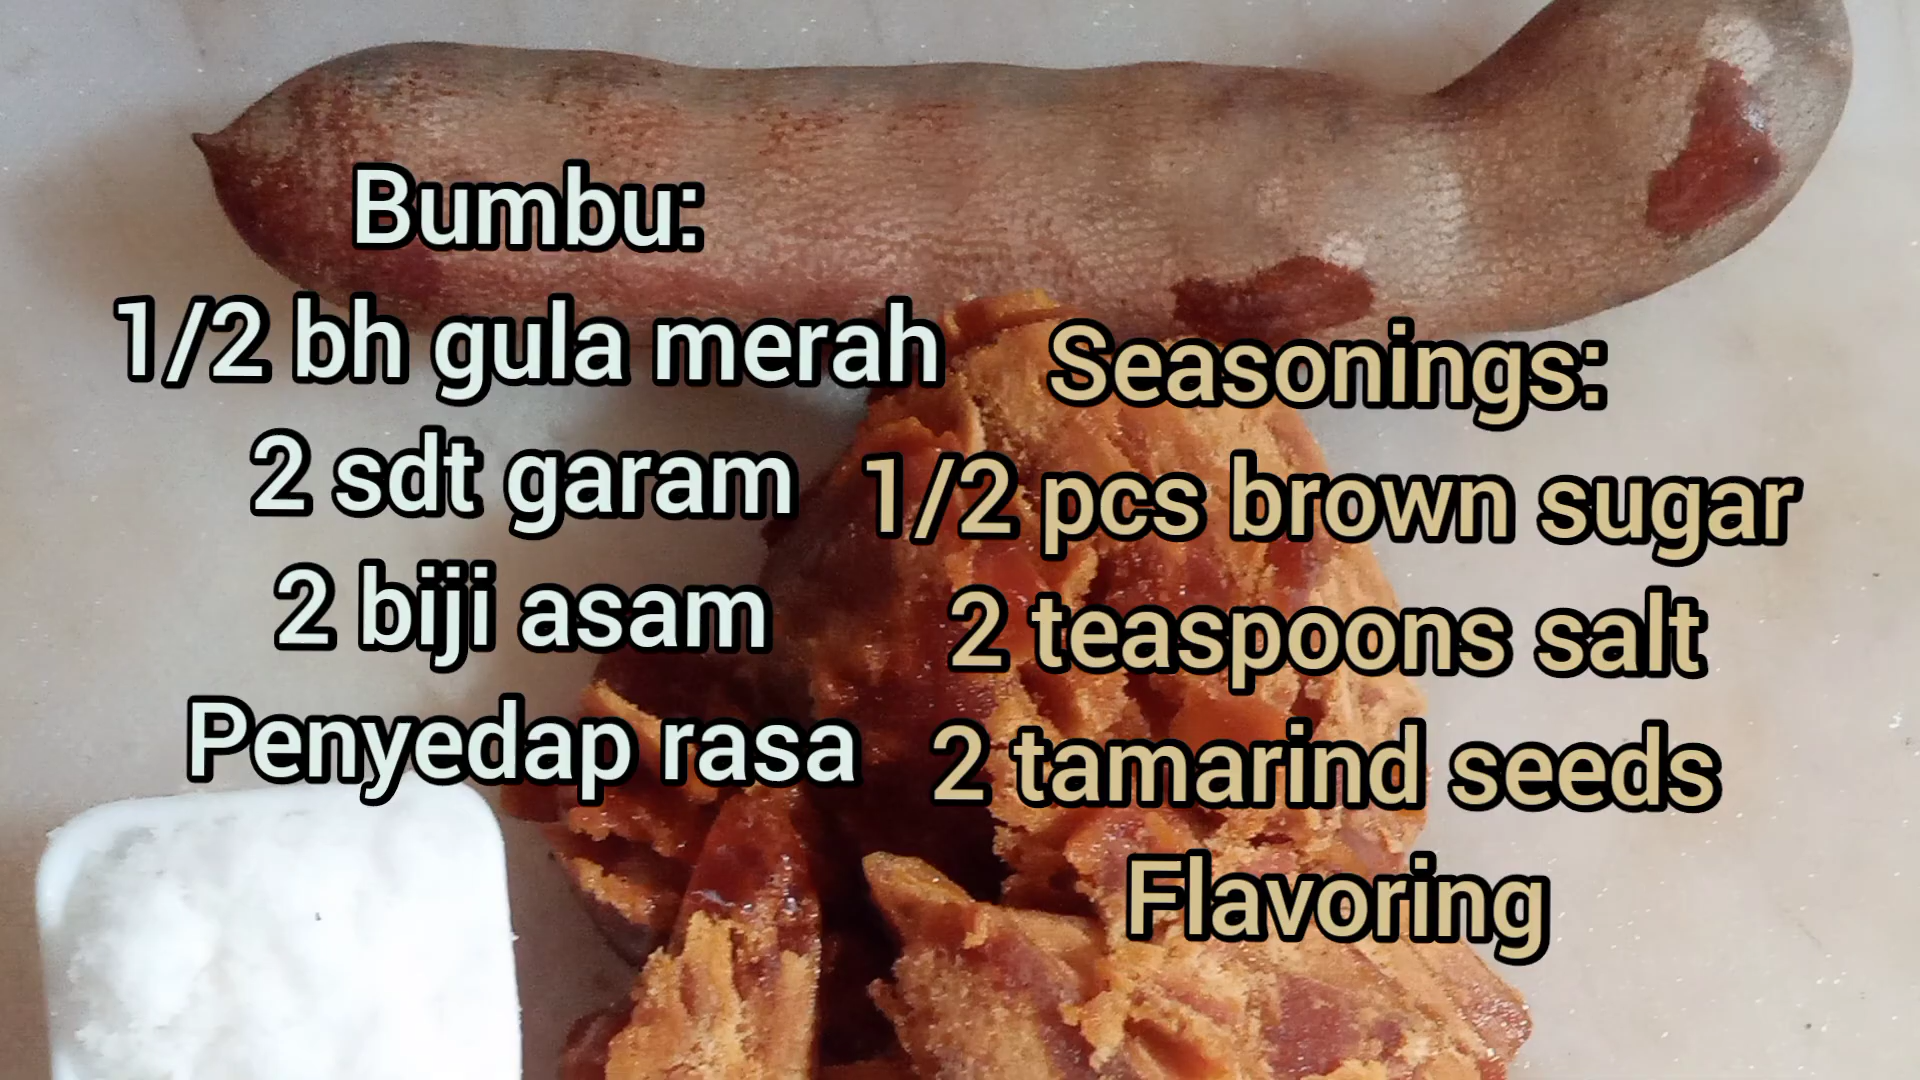 Bumbu:
1/2 bh gula merah
2 sdt garam
2 biji asam
Penyedap rasa
Seasonings:
1/2 pcs brown sugar
2 teaspoons salt
2 tamarind seeds
Flavoring